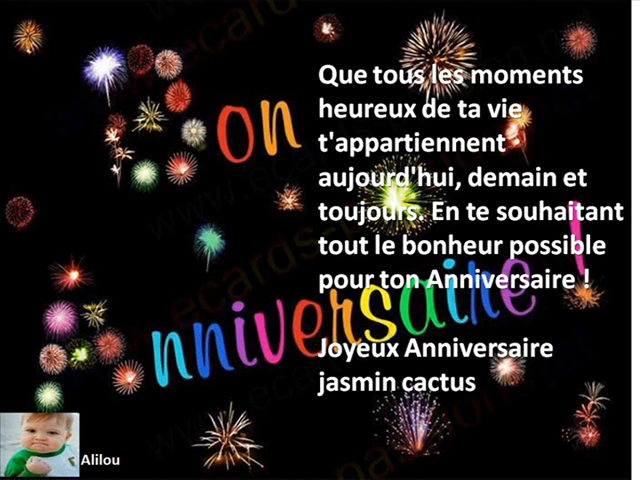 Bon
Anniversaire !
Que tous les moments
heureux de ta vie
t'appartiennent
aujourd'hui, demain et
toujours. En te souhaitant
tout le bonheur possible
pour ton Anniversaire !
Joyeux Anniversaire
jasmin cactus
Alilou